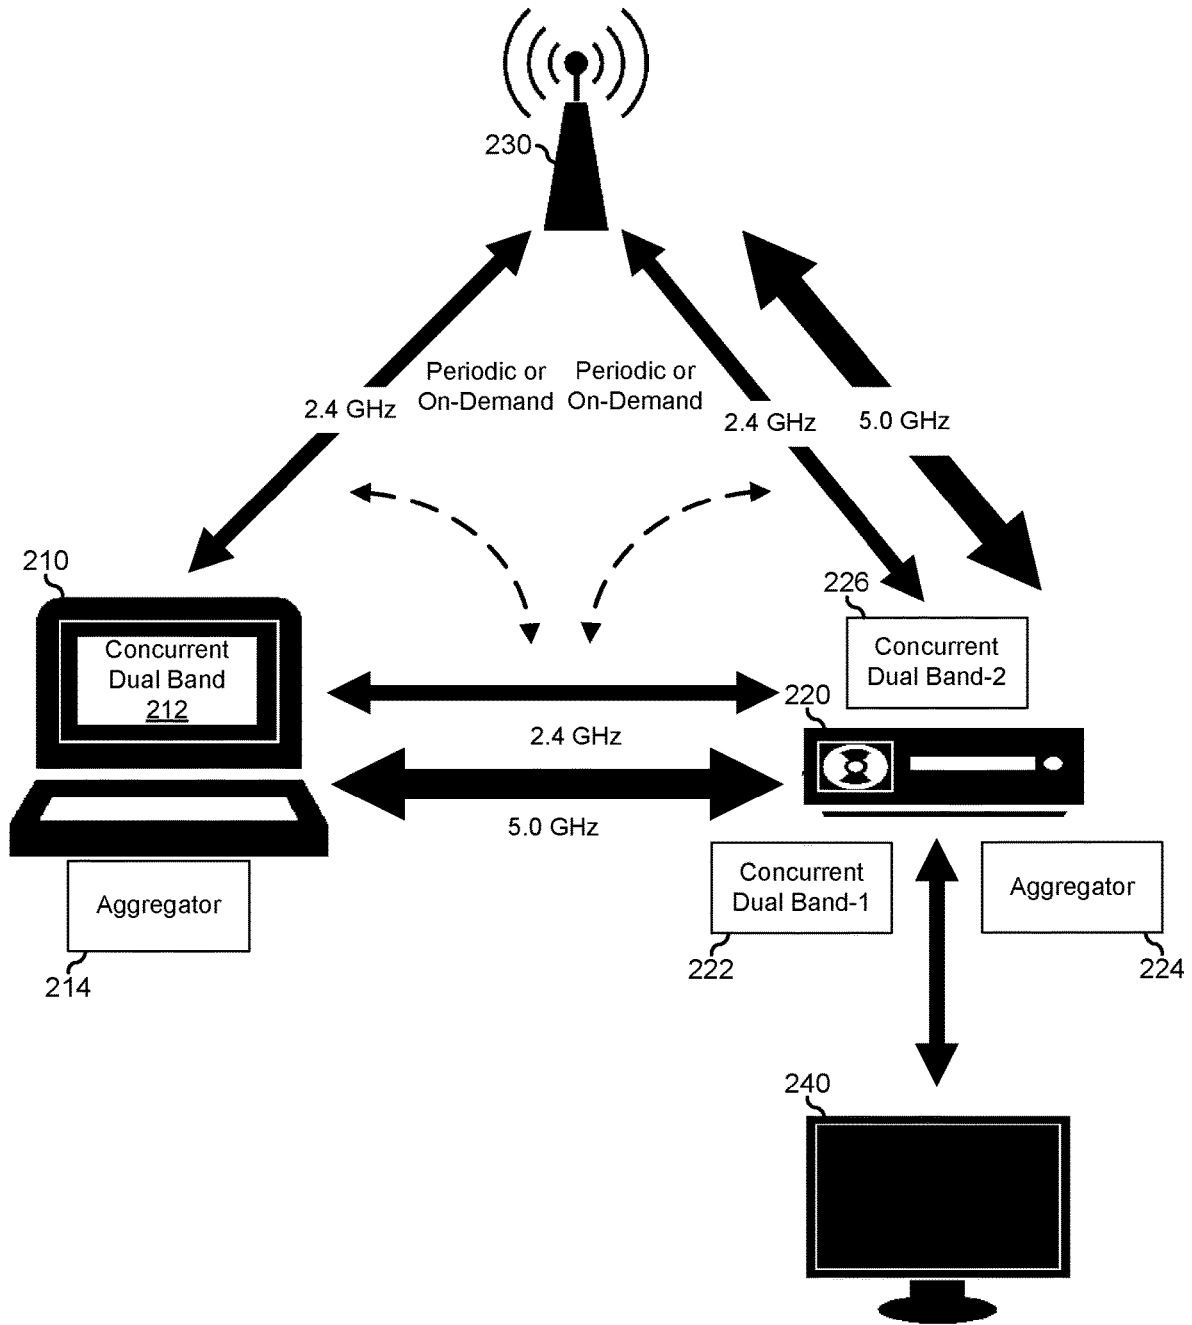 230
Periodic or
On-Demand
Periodic or
On-Demand
2.4 GHz
2.4 GHz
5.0 GHz
210
226
Concurrent
Dual Band
212
Concurrent
Dual Band-2
220
2.4 GHz
5.0 GHz
Aggregator
Concurrent
Dual Band-1
Aggregator
214
222
224
240